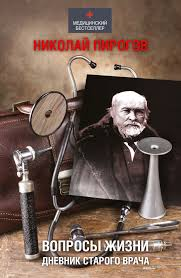 МЕДИЦИНСКИЙ
БЕСТСЕЛЛЕР
НИКОЛАЙ ПИРОГОВ
ВОПРОСЫ ЖИЗНИ
ДНЕВНИК СТАРОГО ВРАЧА